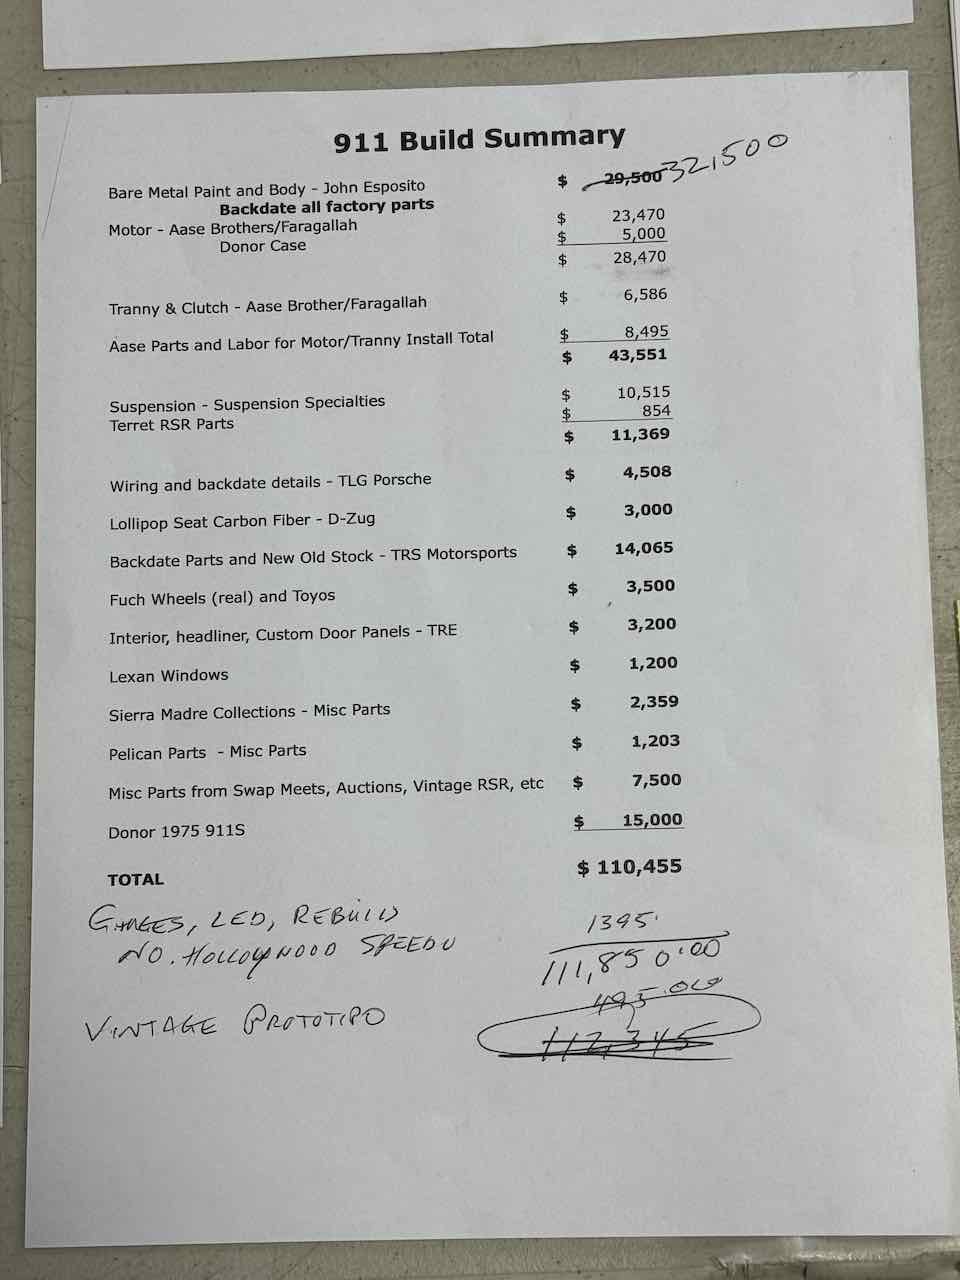 911 Build Summary
Bare Metal Paint and Body - John Esposito $ 29,500 32,500
Backdate all factory parts
Motor - Aase Brothers/Faragallah $ 23,470
Donor Case $ 5,000
$ 28,470
Tranny & Clutch - Aase Brother/Faragallah $ 6,586
Aase Parts and Labor for Motor/Tranny Install Total $ 8,495
$ 43,551
Suspension - Suspension Specialties $ 10,515
Terret RSR Parts $ 854
$ 11,369
Wiring and backdate details - TLG Porsche $ 4,508
Lollipop Seat Carbon Fiber - D-Zug $ 3,000
Backdate Parts and New Old Stock - TRS Motorsports $ 14,065
Fuch Wheels (real) and Toyos $ 3,500
Interior, headliner, Custom Door Panels - TRE $ 3,200
Lexan Windows $ 1,200
Sierra Madre Collections - Misc Parts $ 2,359
Pelican Parts - Misc Parts $ 1,203
Misc Parts from Swap Meets, Auctions, Vintage RSR, etc $ 7,500
Donor 1975 911S $ 15,000
TOTAL $ 110,455
GUAGES, LED, REBUILD 1395.
NO. HOLLOYWOOD SPEEDO 111,850.00
495.00
VINTAGE PROTOTIPO 112,345